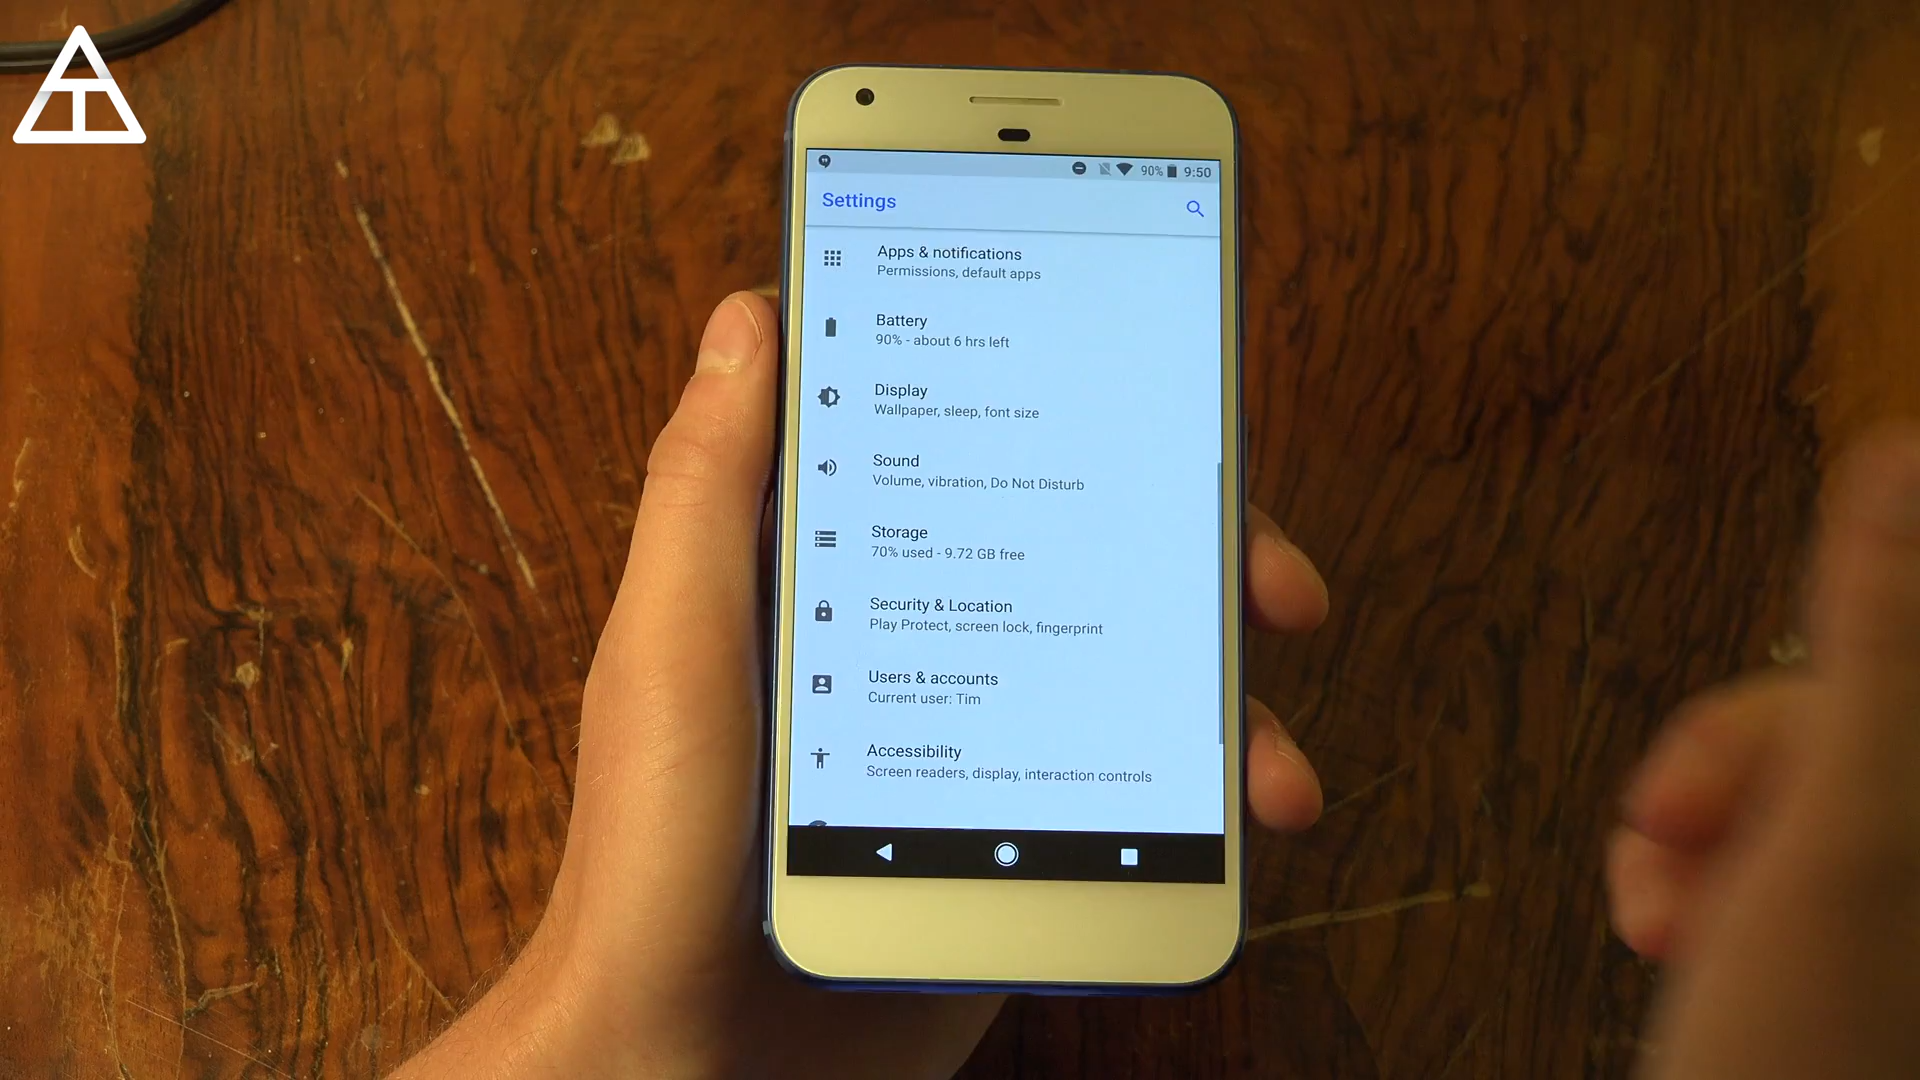 90% 9:50
Settings
Apps & notifications
Permissions, default apps
Battery
90% - about 6 hrs left
Display
Wallpaper, sleep, font size
Sound
Volume, vibration, Do Not Disturb
Storage
70% used - 9.72 GB free
Security & Location
Play Protect, screen lock, fingerprint
Users & accounts
Current user: Tim
Accessibility
Screen readers, display, interaction controls